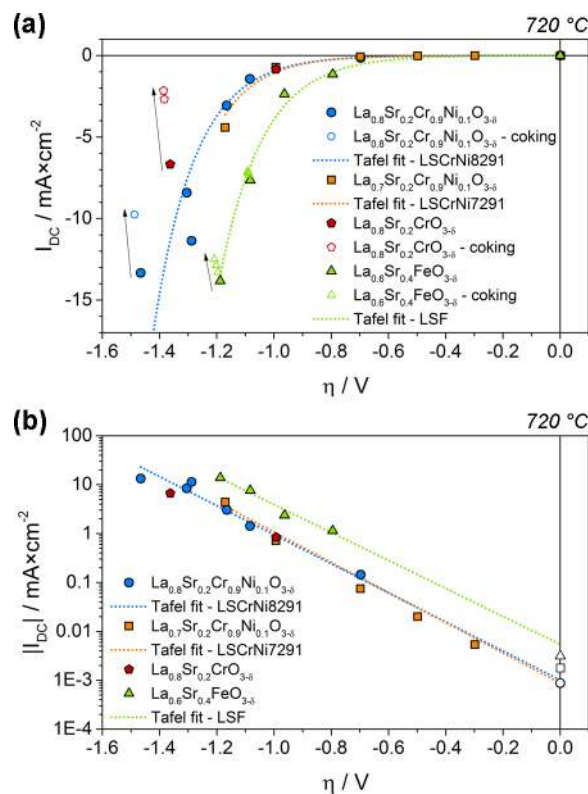 (a)
720 °C
0
-5
-10
-15
I_DC / mA×cm⁻²
La₀.₈Sr₀.₂Cr₀.₉Ni₀.₁O₃₋δ
La₀.₈Sr₀.₂Cr₀.₉Ni₀.₁O₃₋δ - coking
Tafel fit - LSCrNi8291
La₀.₇Sr₀.₂Cr₀.₉Ni₀.₁O₃₋δ
Tafel fit - LSCrNi7291
La₀.₈Sr₀.₂CrO₃₋δ
La₀.₈Sr₀.₂CrO₃₋δ - coking
La₀.₆Sr₀.₄FeO₃₋δ
La₀.₆Sr₀.₄FeO₃₋δ - coking
Tafel fit - LSF
-1.6 -1.4 -1.2 -1.0 -0.8 -0.6 -0.4 -0.2 0.0
η / V
(b)
720 °C
100
10
1
0.1
0.01
1E-3
1E-4
|I_DC| / mA×cm⁻²
La₀.₈Sr₀.₂Cr₀.₉Ni₀.₁O₃₋δ
Tafel fit - LSCrNi8291
La₀.₇Sr₀.₂Cr₀.₉Ni₀.₁O₃₋δ
Tafel fit - LSCrNi7291
La₀.₈Sr₀.₂CrO₃₋δ
La₀.₆Sr₀.₄FeO₃₋δ
Tafel fit - LSF
-1.6 -1.4 -1.2 -1.0 -0.8 -0.6 -0.4 -0.2 0.0
η / V